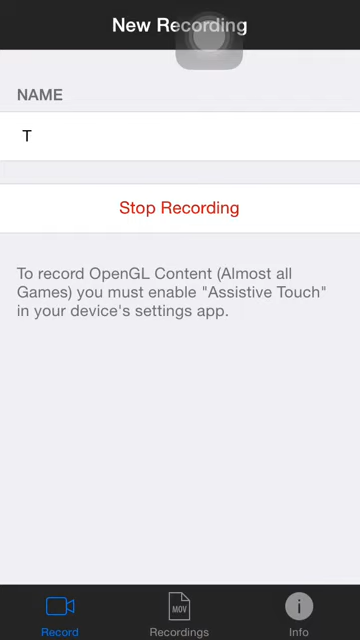 New Recording
NAME
T
Stop Recording
To record OpenGL Content (Almost all
Games) you must enable "Assistive Touch"
in your device's settings app.
MOV
Record
Recordings
Info